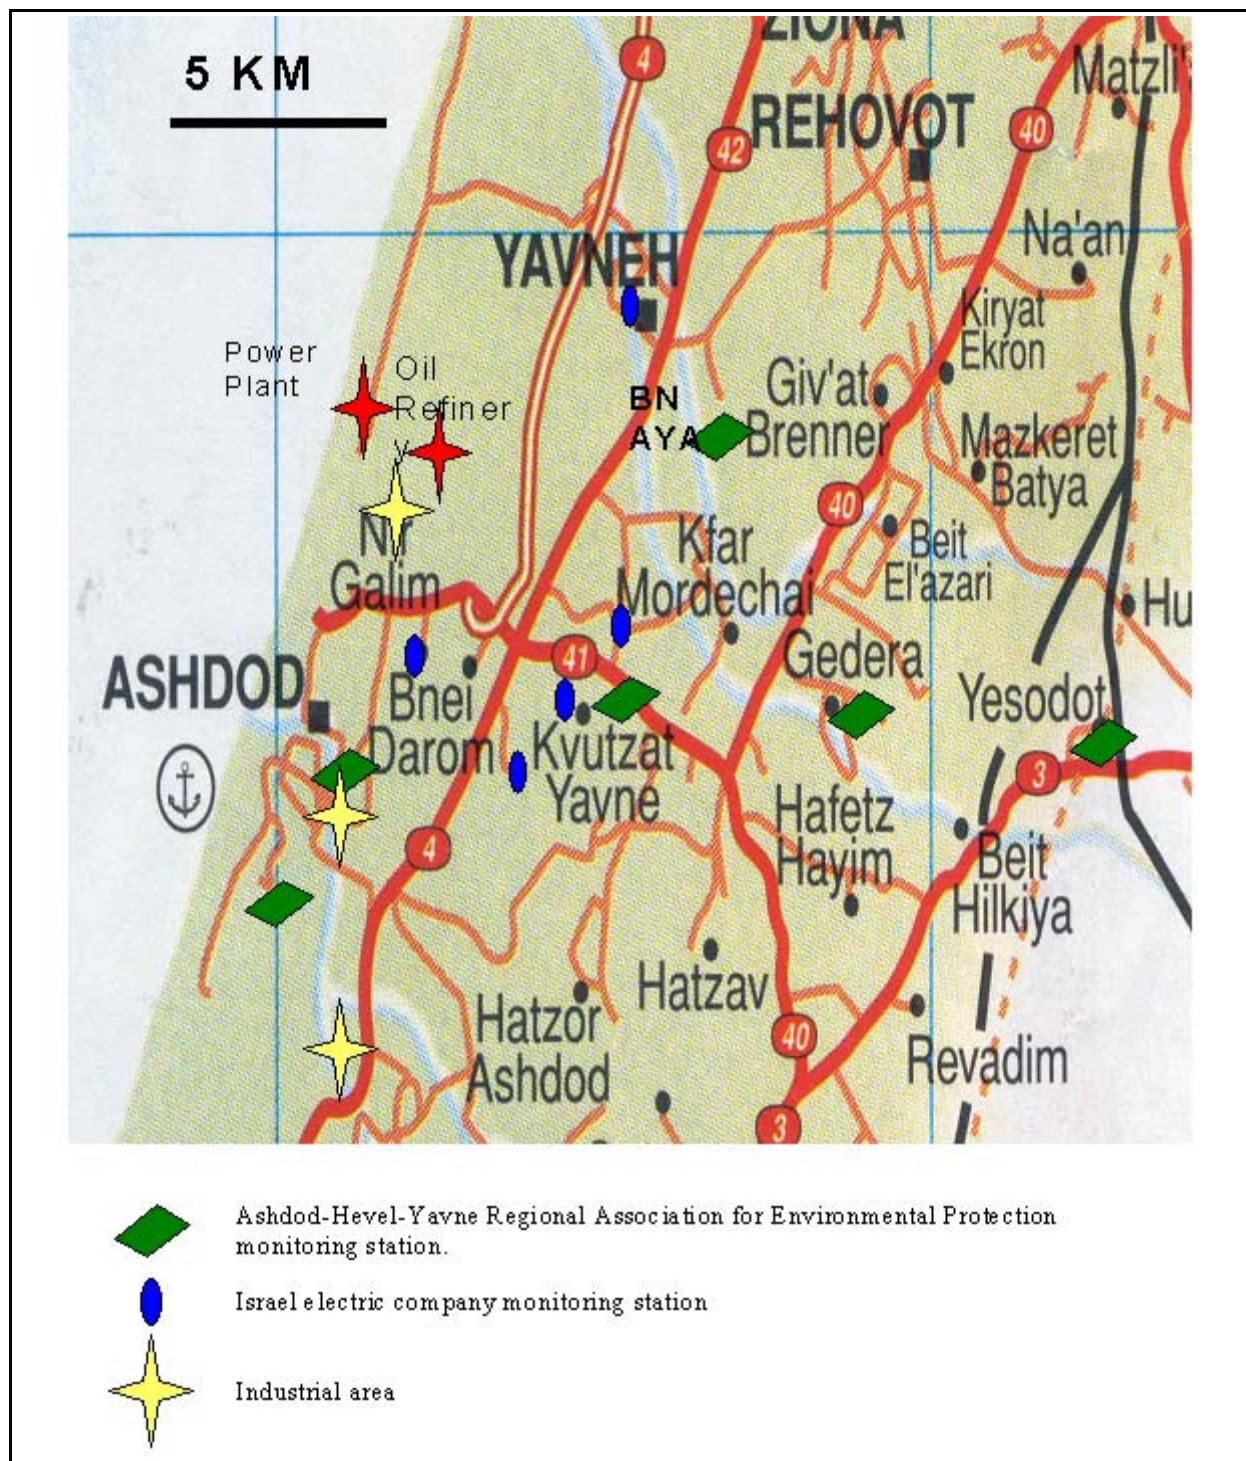 5 KM
ZIONA
4
Matzli'
42
REHOVOT
40
Na'an
YAVNEH
Kiryat
Ekron
Power
Plant
Oil
Refiner
y
BN
AYA
Giv'at
Brenner
Mazkeret
Batya
40
Nir
Galim
Kfar
Mordechai
Beit
El'azari
Hu
ASHDOD
Bnei
Darom
41
Gedera
Yesodot
Kvutzat
Yavne
3
4
Hafetz
Hayim
Beit
Hilkiya
Hatzor
Ashdod
Hatzav
40
Revadim
3
Ashdod-Hevel-Yavne Regional Association for Environmental Protection
monitoring station.
Israel electric company monitoring station
Industrial area